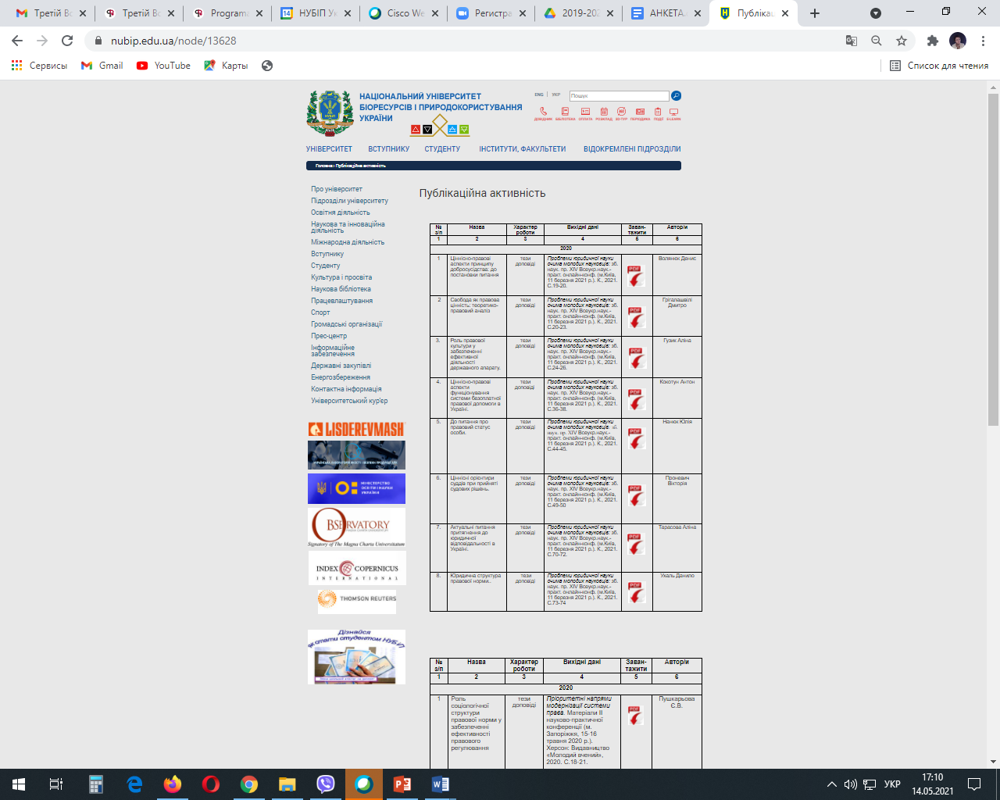 Третій Вс
Третій Вс
Programa
НУБІП Ук
Cisco We
Регистра
2019-202
АНКЕТА.
Публікац
nubip.edu.ua/node/13628
Сервисы
Gmail
YouTube
Карты
Список для чтения
НАЦІОНАЛЬНИЙ УНІВЕРСИТЕТ
БІОРЕСУРСІВ І ПРИРОДОКОРИСТУВАННЯ
УКРАЇНИ
ENG | УКР
Пошук
ДОВІДНИК БІБЛІОТЕКА ОПЛАТА РОЗКЛАД 3D-ТУР ПЕРІОДИКА ПОДІЇ E-LEARN
УНІВЕРСИТЕТ ВСТУПНИКУ СТУДЕНТУ ІНСТИТУТИ, ФАКУЛЬТЕТИ ВІДОКРЕМЛЕНІ ПІДРОЗДІЛИ
Головна › Публікаційна активність
Про університет
Підрозділи університету
Освітня діяльність
Наукова та інноваційна
діяльність
Міжнародна діяльність
Вступнику
Студенту
Культура і просвіта
Наукова бібліотека
Працевлаштування
Спорт
Громадські організації
Прес-центр
Інформаційне
забезпечення
Державні закупівлі
Енергозбереження
Контактна інформація
Університетський кур'єр
LISDEREVMASH
МІНІСТЕРСТВО
ОСВІТИ І НАУКИ
УКРАЇНИ
OBSERVATORY
Signatory of The Magna Charta Universitatum
INDEX COPERNICUS
INTERNATIONAL
THOMSON REUTERS
Дізнайся
як стати студентом НУБіП
Публікаційна активність
№
з/п
Назва
Характер
роботи
Вихідні дані
Заван-
тажити
Автор/и
1 2 3 4 5 6
2020
1
Ціннісно-правові
аспекти принципу
добросусідства: до
постановки питання
тези
доповіді
Проблеми юридичної науки
очима молодих науковців: зб.
наук. пр. XIV Всеукр.наук.-
практ. онлайн-конф. (м.Київ,
11 березня 2021 р.). К., 2021.
С.19-20.
PDF
Волянюк Денис
2
Свобода як правова
цінність: теоретико-
правовий аналіз
тези
доповіді
Проблеми юридичної науки
очима молодих науковців: зб.
наук. пр. XIV Всеукр.наук.-
практ. онлайн-конф. (м.Київ,
11 березня 2021 р.). К., 2021.
С.20-23.
PDF
Грігалашвілі
Дмитро
3.
Роль правової
культури у
забезпеченні
ефективної
діяльності
державного апарату.
тези
доповіді
Проблеми юридичної науки
очима молодих науковців: зб.
наук. пр. XIV Всеукр.наук.-
практ. онлайн-конф. (м.Київ,
11 березня 2021 р.). К., 2021.
С.24-26.
PDF
Гузик Аліна
4.
Ціннісно-правові
аспекти
функціонування
системи безоплатної
правової допомоги в
Україні.
тези
доповіді
Проблеми юридичної науки
очима молодих науковців: зб.
наук. пр. XIV Всеукр.наук.-
практ. онлайн-конф. (м.Київ,
11 березня 2021 р.). К., 2021.
С.36-38.
PDF
Кокотун Антон
5.
До питання про
правовий статус
особи.
тези
доповіді
Проблеми юридичної науки
очима молодих науковців: зб.
наук. пр. XIV Всеукр.наук.-
практ. онлайн-конф. (м.Київ,
11 березня 2021 р.). К., 2021.
С.44-45.
PDF
Нанюк Юлія
6.
Ціннісні орієнтири
суддів при прийняті
судових рішень.
тези
доповіді
Проблеми юридичної науки
очима молодих науковців: зб.
наук. пр. XIV Всеукр.наук.-
практ. онлайн-конф. (м.Київ,
11 березня 2021 р.). К., 2021.
С.49-50
PDF
Проневич
Вікторія
7.
Актуальні питання
притягнення до
юридичної
відповідальності в
Україні.
тези
доповіді
Проблеми юридичної науки
очима молодих науковців: зб.
наук. пр. XIV Всеукр.наук.-
практ. онлайн-конф. (м.Київ,
11 березня 2021 р.). К., 2021.
С.70-72.
PDF
Тарасова Аліна
8.
Юридична структура
правової норми..
тези
доповіді
Проблеми юридичної науки
очима молодих науковців: зб.
наук. пр. XIV Всеукр.наук.-
практ. онлайн-конф. (м.Київ,
11 березня 2021 р.). К., 2021.
С.73-74
PDF
Ухаль Данило
№
з/п
Назва
Характер
роботи
Вихідні дані
Заван-
тажити
Автор/и
1 2 3 4 5 6
2020
1
Роль
соціологічної
структури
правової норми у
забезпеченні
ефективності
правового
регулювання
тези
доповіді
Пріоритетні напрями
модернізації системи
права. Матеріали ІІ
науково-практичної
конференції (м.
Запоріжжя, 15-16
травня 2020 р.).
Херсон: Видавництво
«Молодий вчений»,
2020. С.18-21.
PDF
Пушкарьова
Є.В.
УКР
17:10
14.05.2021